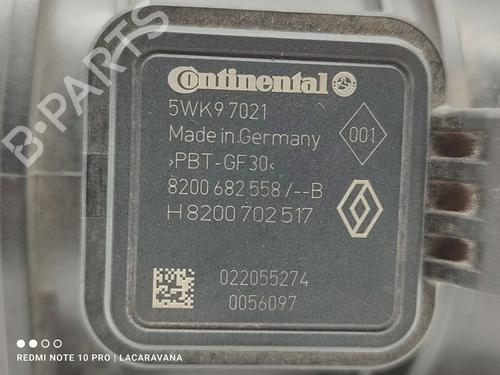 B-PARTS
Continental
5WK9 7021
Made in Germany
001
>PBT-GF30<
8200 682 558 /--B
H 8200 702 517
022055274
0056097
REDMI NOTE 10 PRO | LACARAVANA